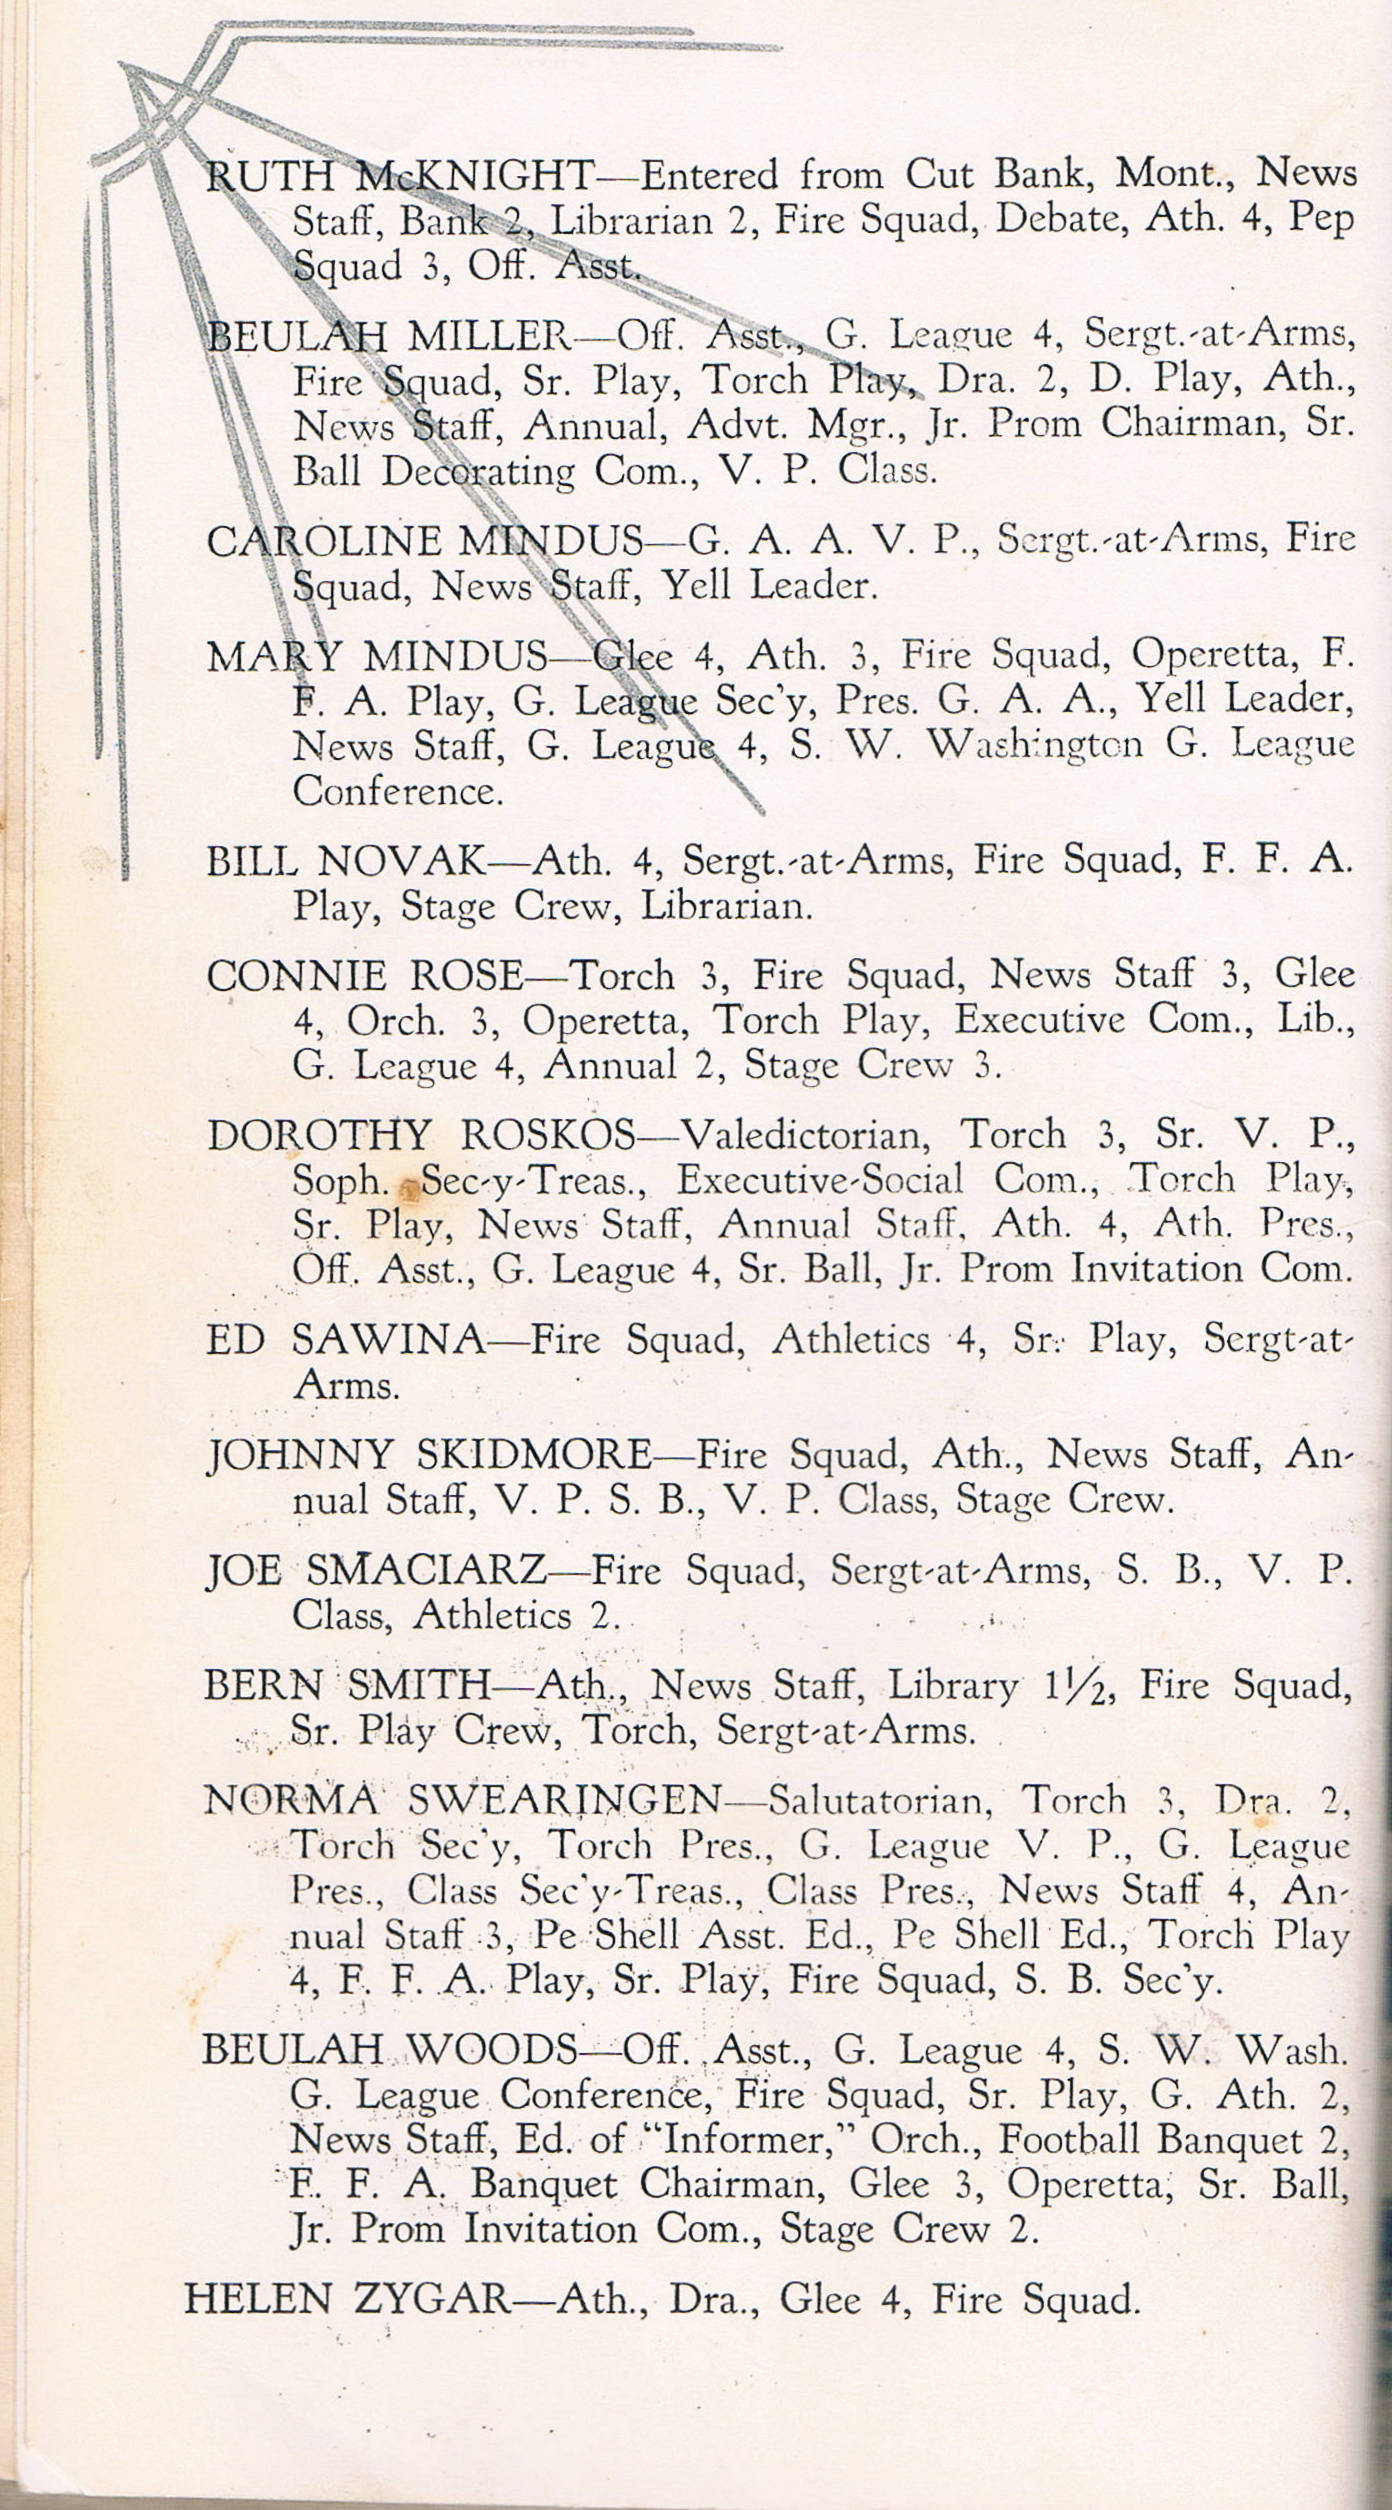 RUTH McKNIGHT—Entered from Cut Bank, Mont., News
Staff, Bank 2, Librarian 2, Fire Squad, Debate, Ath. 4, Pep
Squad 3, Off. Asst.
BEULAH MILLER—Off. Asst., G. League 4, Sergt.-at-Arms,
Fire Squad, Sr. Play, Torch Play, Dra. 2, D. Play, Ath.,
News Staff, Annual, Advt. Mgr., Jr. Prom Chairman, Sr.
Ball Decorating Com., V. P. Class.
CAROLINE MINDUS—G. A. A. V. P., Sergt.-at-Arms, Fire
Squad, News Staff, Yell Leader.
MARY MINDUS—Glee 4, Ath. 3, Fire Squad, Operetta, F.
F. A. Play, G. League Sec'y, Pres. G. A. A., Yell Leader,
News Staff, G. League 4, S. W. Washington G. League
Conference.
BILL NOVAK—Ath. 4, Sergt.-at-Arms, Fire Squad, F. F. A.
Play, Stage Crew, Librarian.
CONNIE ROSE—Torch 3, Fire Squad, News Staff 3, Glee
4, Orch. 3, Operetta, Torch Play, Executive Com., Lib.,
G. League 4, Annual 2, Stage Crew 3.
DOROTHY ROSKOS—Valedictorian, Torch 3, Sr. V. P.,
Soph. Sec-y-Treas., Executive-Social Com., Torch Play,
Sr. Play, News Staff, Annual Staff, Ath. 4, Ath. Pres.,
Off. Asst., G. League 4, Sr. Ball, Jr. Prom Invitation Com.
ED SAWINA—Fire Squad, Athletics 4, Sr. Play, Sergt-at-
Arms.
JOHNNY SKIDMORE—Fire Squad, Ath., News Staff, An-
nual Staff, V. P. S. B., V. P. Class, Stage Crew.
JOE SMACIARZ—Fire Squad, Sergt-at-Arms, S. B., V. P.
Class, Athletics 2.
BERN SMITH—Ath., News Staff, Library 1½, Fire Squad,
Sr. Play Crew, Torch, Sergt-at-Arms.
NORMA SWEARINGEN—Salutatorian, Torch 3, Dra. 2,
Torch Sec'y, Torch Pres., G. League V. P., G. League
Pres., Class Sec'y-Treas., Class Pres., News Staff 4, An-
nual Staff 3, Pe Shell Asst. Ed., Pe Shell Ed., Torch Play
4, F. F. A. Play, Sr. Play, Fire Squad, S. B. Sec'y.
BEULAH WOODS—Off. Asst., G. League 4, S. W. Wash.
G. League Conference, Fire Squad, Sr. Play, G. Ath. 2,
News Staff, Ed. of "Informer," Orch., Football Banquet 2,
F. F. A. Banquet Chairman, Glee 3, Operetta, Sr. Ball,
Jr. Prom Invitation Com., Stage Crew 2.
HELEN ZYGAR—Ath., Dra., Glee 4, Fire Squad.